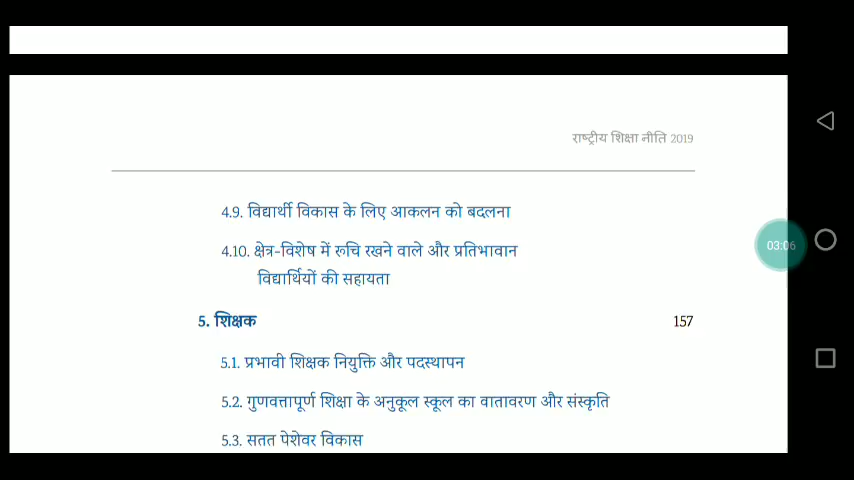 राष्ट्रीय शिक्षा नीति 2019
4.9. विद्यार्थी विकास के लिए आकलन को बदलना
4.10. क्षेत्र-विशेष में रुचि रखने वाले और प्रतिभावान
विद्यार्थियों की सहायता
5. शिक्षक 157
5.1. प्रभावी शिक्षक नियुक्ति और पदस्थापन
5.2. गुणवत्तापूर्ण शिक्षा के अनुकूल स्कूल का वातावरण और संस्कृति
5.3. सतत पेशेवर विकास
03:06